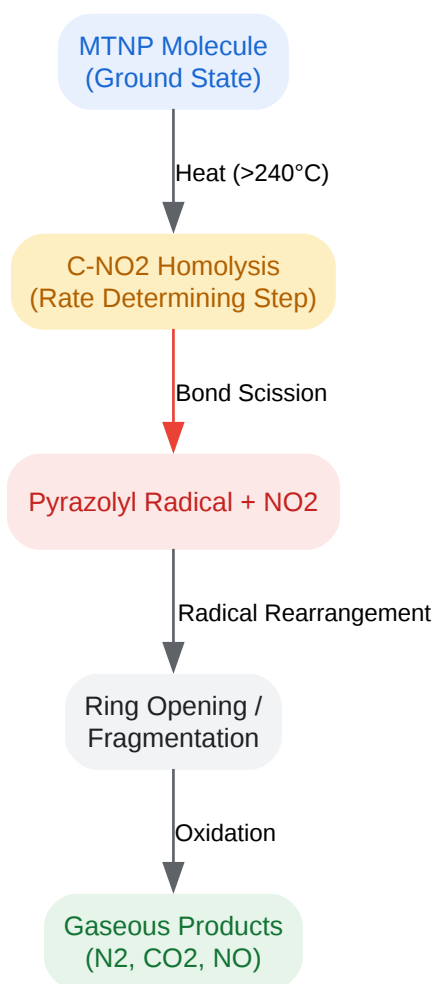 MTNP Molecule
(Ground State)
Heat (>240°C)
C-NO2 Homolysis
(Rate Determining Step)
Bond Scission
Pyrazolyl Radical + NO2
Radical Rearrangement
Ring Opening /
Fragmentation
Oxidation
Gaseous Products
(N2, CO2, NO)